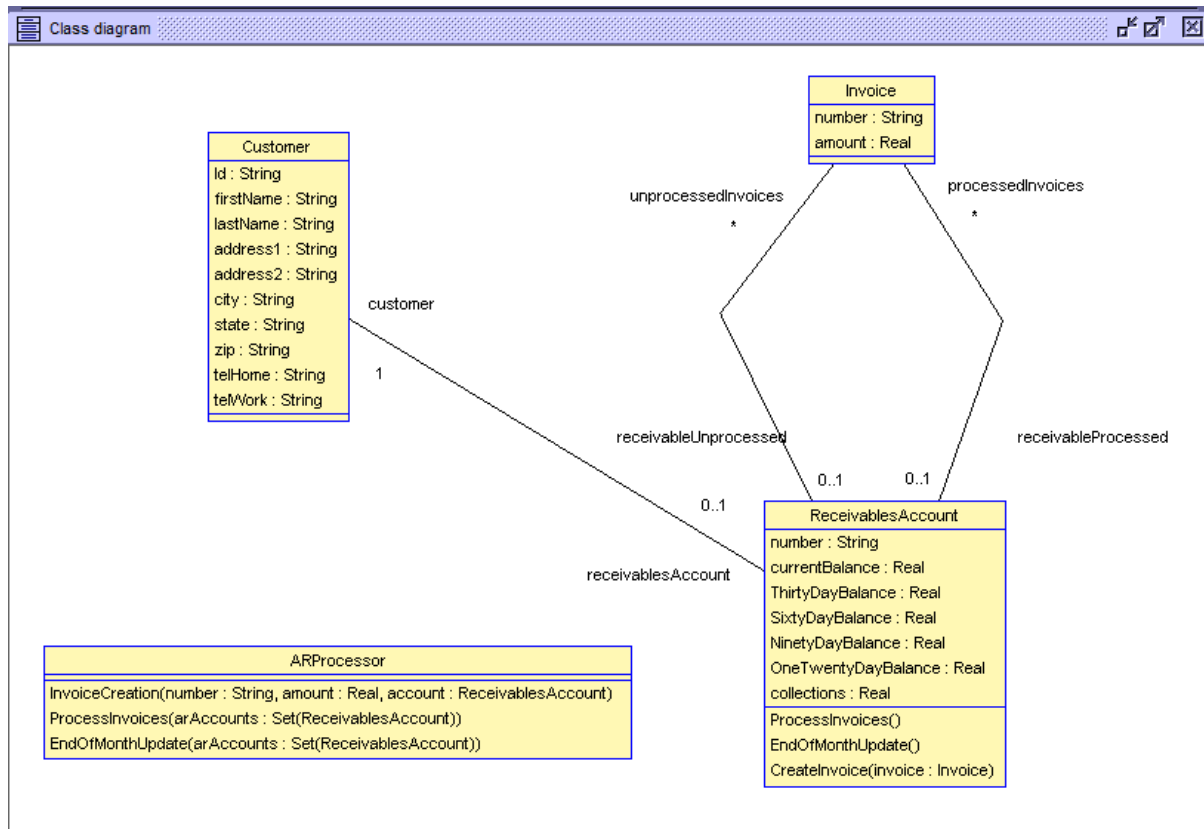 Class diagram
Invoice
number : String
amount : Real
Customer
Id : String
firstName : String
lastName : String
address1 : String
address2 : String
city : String
state : String
zip : String
telHome : String
telWork : String
unprocessedInvoices
*
processedInvoices
*
customer
1
receivableUnprocessed
0..1
0..1
receivableProcessed
0..1
receivablesAccount
ReceivablesAccount
number : String
currentBalance : Real
ThirtyDayBalance : Real
SixtyDayBalance : Real
NinetyDayBalance : Real
OneTwentyDayBalance : Real
collections : Real
ProcessInvoices()
EndOfMonthUpdate()
CreateInvoice(invoice : Invoice)
ARProcessor
InvoiceCreation(number : String, amount : Real, account : ReceivablesAccount)
ProcessInvoices(arAccounts : Set(ReceivablesAccount))
EndOfMonthUpdate(arAccounts : Set(ReceivablesAccount))